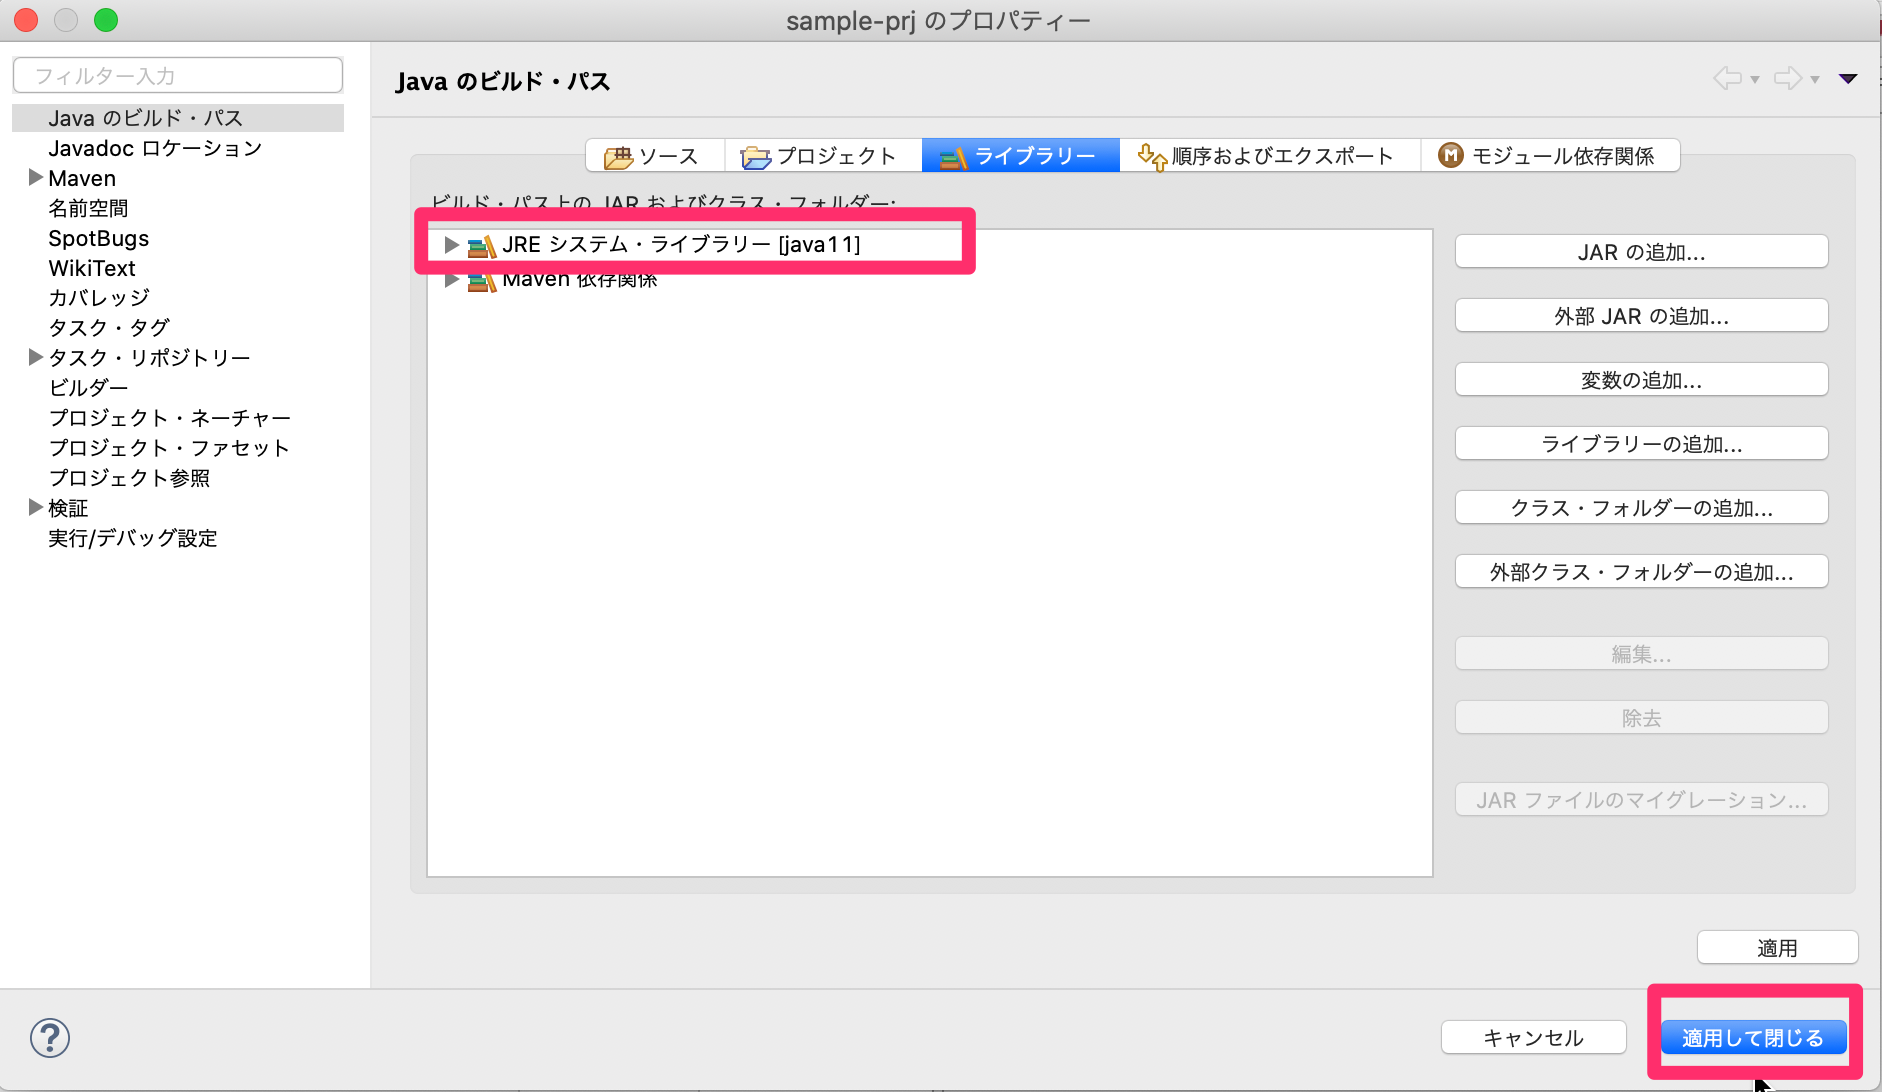 sample-prj のプロパティー
フィルター入力
Java のビルド・パス
Javadoc ロケーション
Maven
名前空間
SpotBugs
WikiText
カバレッジ
タスク・タグ
タスク・リポジトリー
ビルダー
プロジェクト・ネーチャー
プロジェクト・ファセット
プロジェクト参照
検証
実行/デバッグ設定
Java のビルド・パス
ソース
プロジェクト
ライブラリー
順序およびエクスポート
M モジュール依存関係
ビルド・パス上の JAR およびクラス・フォルダー:
JRE システム・ライブラリー [java11]
Maven 依存関係
JAR の追加...
外部 JAR の追加...
変数の追加...
ライブラリーの追加...
クラス・フォルダーの追加...
外部クラス・フォルダーの追加...
編集...
除去
JAR ファイルのマイグレーション...
適用
?
キャンセル
適用して閉じる